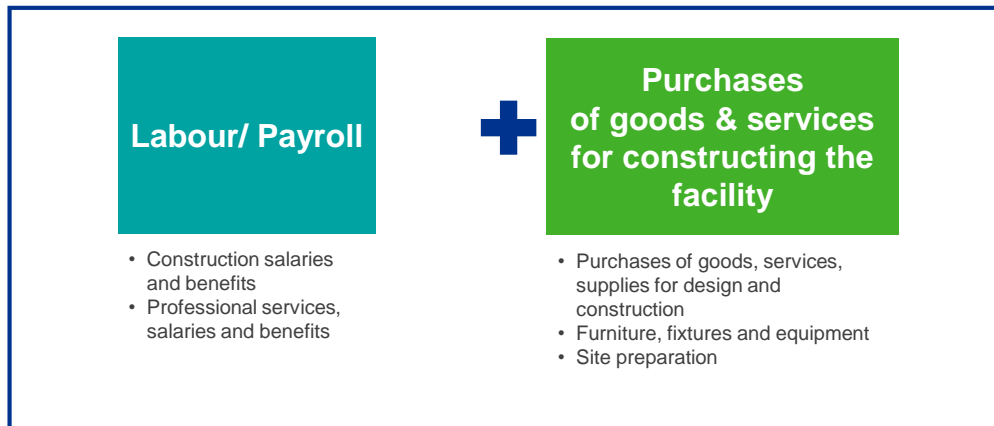 Labour/ Payroll
Purchases
of goods & services
for constructing the
facility
• Construction salaries
and benefits
• Professional services,
salaries and benefits
• Purchases of goods, services,
supplies for design and
construction
• Furniture, fixtures and equipment
• Site preparation